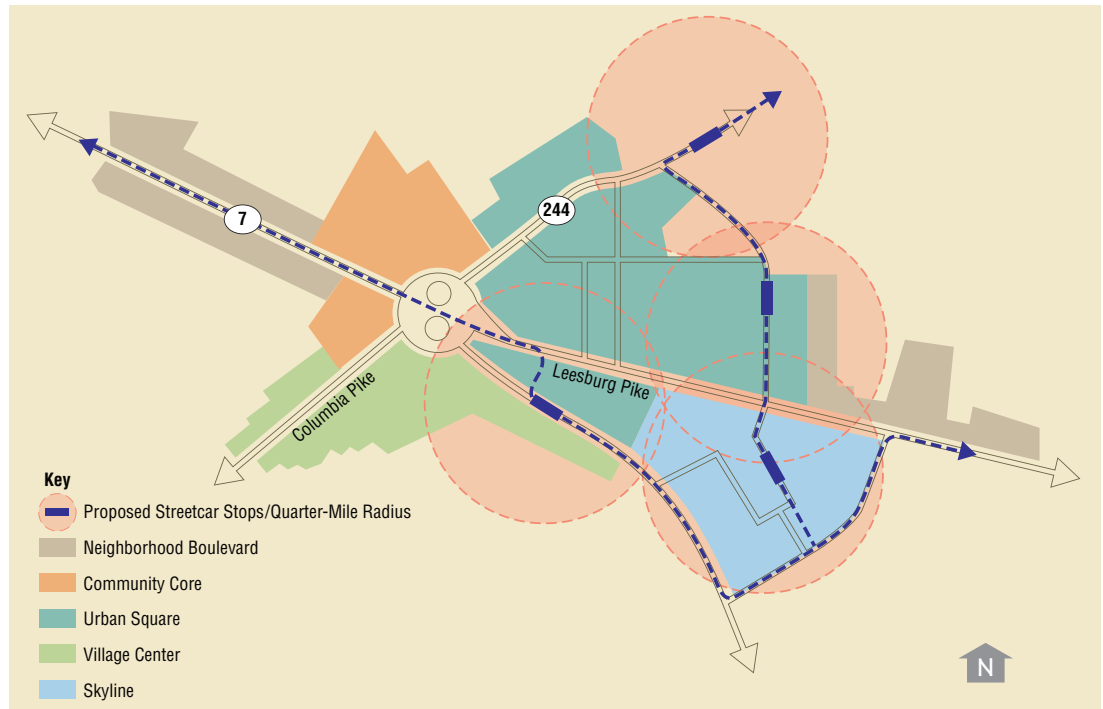 7
244
Leesburg Pike
Columbia Pike
Key
Proposed Streetcar Stops/Quarter-Mile Radius
Neighborhood Boulevard
Community Core
Urban Square
Village Center
Skyline
N